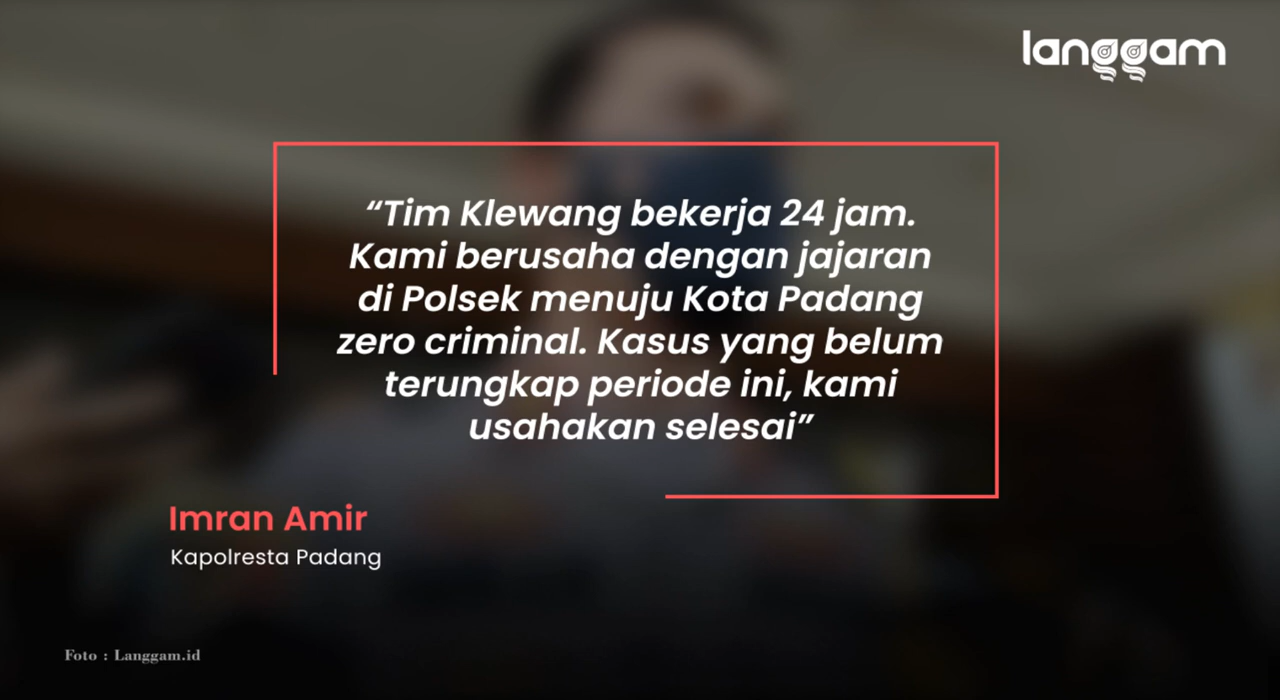 langgam
“Tim Klewang bekerja 24 jam.
Kami berusaha dengan jajaran
di Polsek menuju Kota Padang
zero criminal. Kasus yang belum
terungkap periode ini, kami
usahakan selesai”
Imran Amir
Kapolresta Padang
Foto : Langgam.id